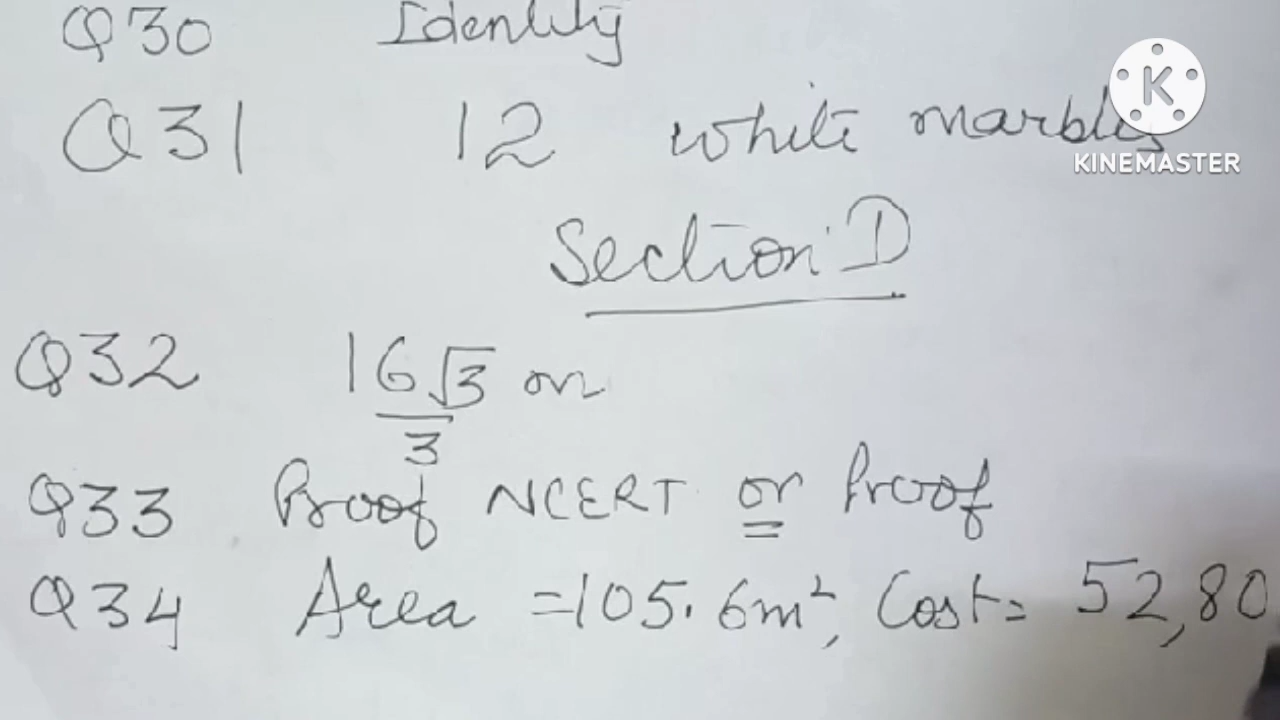 Q30 Identity
Q31 12 white marbles
K
KINEMASTER
Section D
Q32 16√3 m
3
Q33 Proof NCERT or Proof
Q34 Area = 105.6m², Cost = 52,80